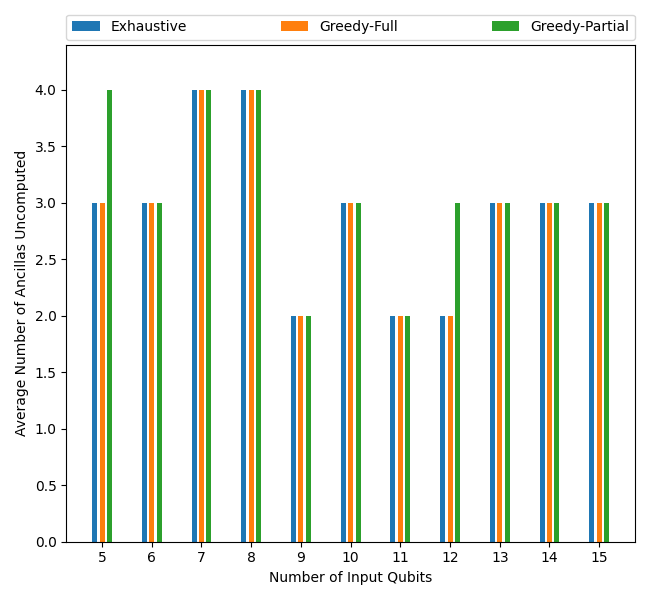 Exhaustive Greedy-Full Greedy-Partial
Average Number of Ancillas Uncomputed
4.0
3.5
3.0
2.5
2.0
1.5
1.0
0.5
0.0
5 6 7 8 9 10 11 12 13 14 15
Number of Input Qubits